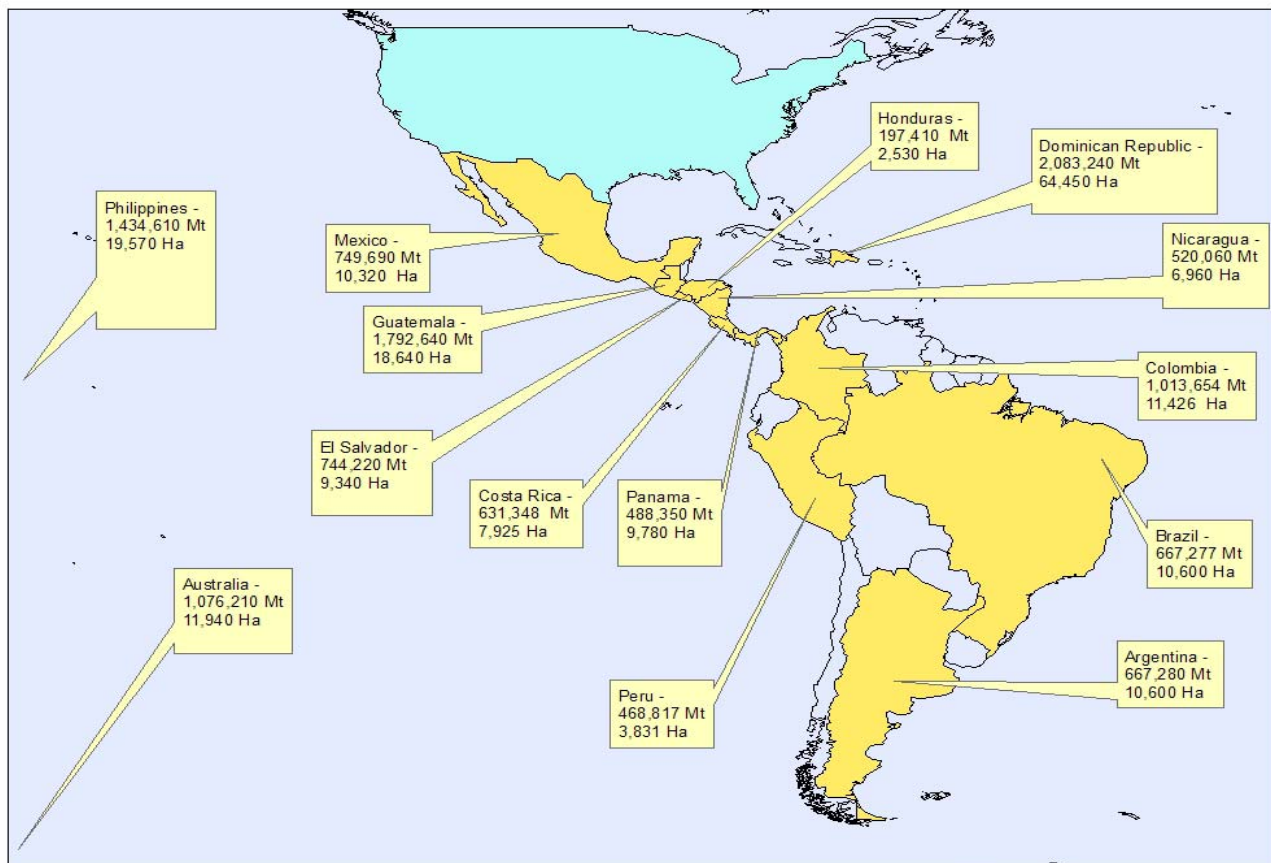 Honduras -
197,410 Mt
2,530 Ha
Dominican Republic -
2,083,240 Mt
64,450 Ha
Philippines -
1,434,610 Mt
19,570 Ha
Mexico -
749,690 Mt
10,320 Ha
Nicaragua -
520,060 Mt
6,960 Ha
Guatemala -
1,792,640 Mt
18,640 Ha
Colombia -
1,013,654 Mt
11,426 Ha
El Salvador -
744,220 Mt
9,340 Ha
Costa Rica -
631,348 Mt
7,925 Ha
Panama -
488,350 Mt
9,780 Ha
Brazil -
667,277 Mt
10,600 Ha
Australia -
1,076,210 Mt
11,940 Ha
Argentina -
667,280 Mt
10,600 Ha
Peru -
468,817 Mt
3,831 Ha